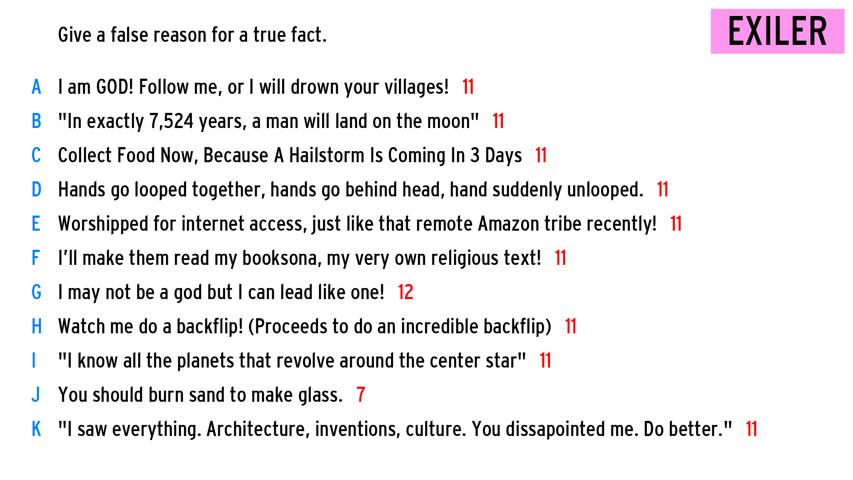 Give a false reason for a true fact.
EXILER
A I am GOD! Follow me, or I will drown your villages! 11
B "In exactly 7,524 years, a man will land on the moon" 11
C Collect Food Now, Because A Hailstorm Is Coming In 3 Days 11
D Hands go looped together, hands go behind head, hand suddenly unlooped. 11
E Worshipped for internet access, just like that remote Amazon tribe recently! 11
F I'll make them read my booksona, my very own religious text! 11
G I may not be a god but I can lead like one! 12
H Watch me do a backflip! (Proceeds to do an incredible backflip) 11
I "I know all the planets that revolve around the center star" 11
J You should burn sand to make glass. 7
K "I saw everything. Architecture, inventions, culture. You dissapointed me. Do better." 11